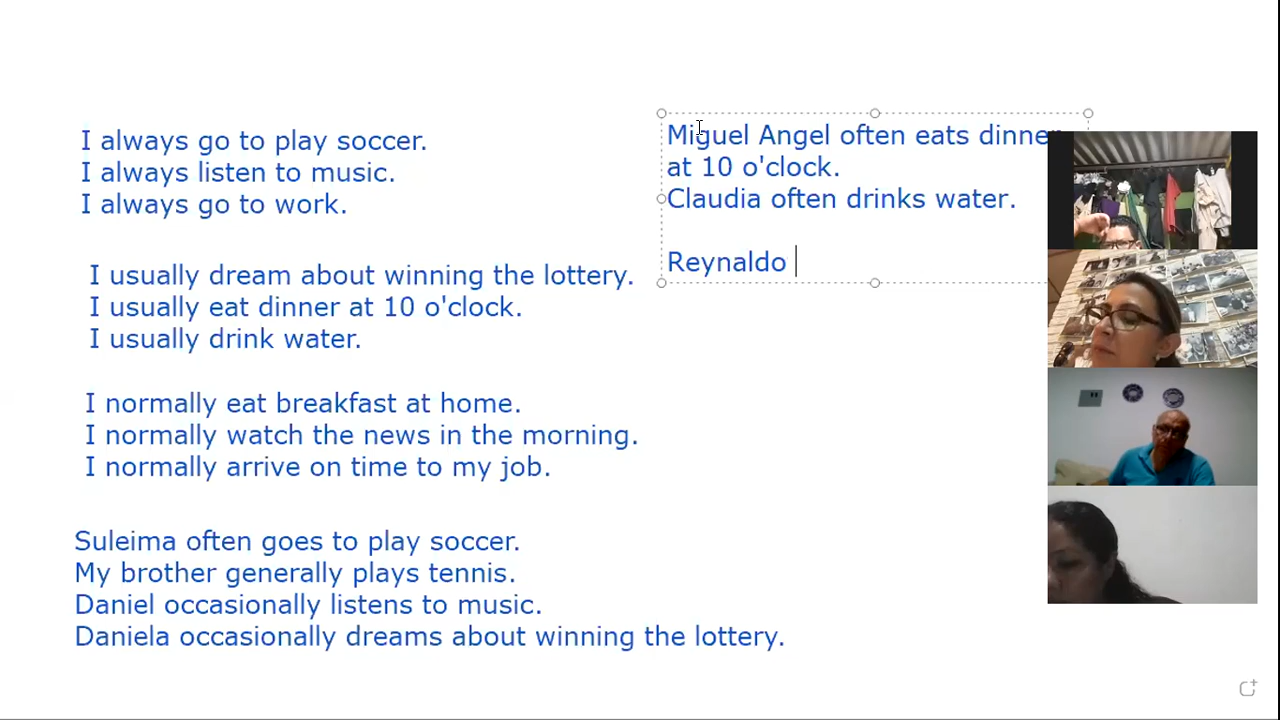 I always go to play soccer.
I always listen to music.
I always go to work.
I usually dream about winning the lottery.
I usually eat dinner at 10 o'clock.
I usually drink water.
I normally eat breakfast at home.
I normally watch the news in the morning.
I normally arrive on time to my job.
Suleima often goes to play soccer.
My brother generally plays tennis.
Daniel occasionally listens to music.
Daniela occasionally dreams about winning the lottery.
Miguel Angel often eats dinner
at 10 o'clock.
Claudia often drinks water.
Reynaldo